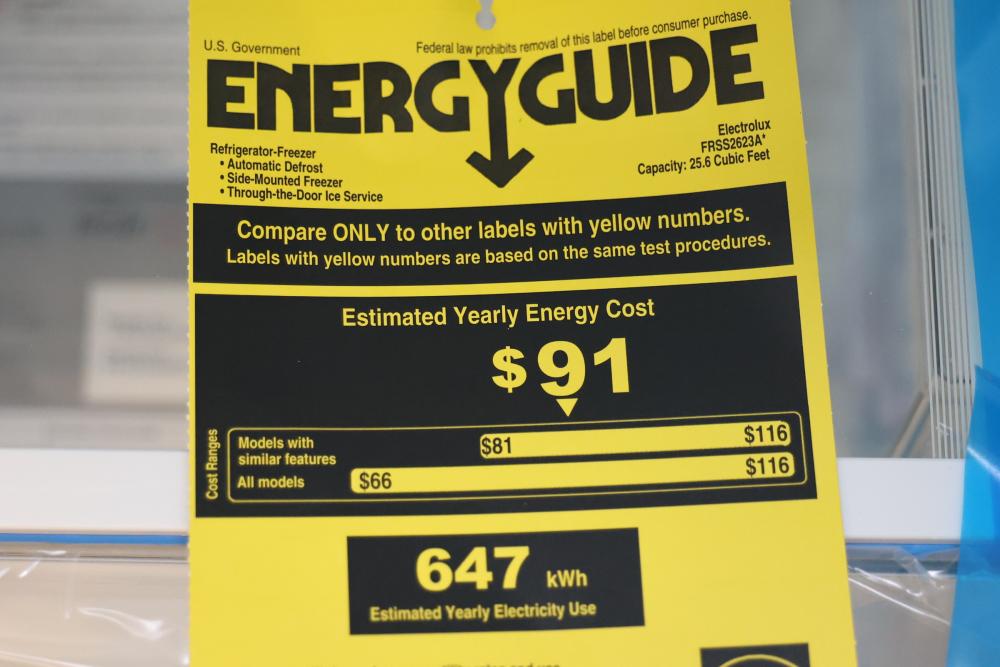 U.S. Government
Federal law prohibits removal of this label before consumer purchase.
ENERGYGUIDE
Refrigerator-Freezer
• Automatic Defrost
• Side-Mounted Freezer
• Through-the-Door Ice Service
Electrolux
FRSS2623A*
Capacity: 25.6 Cubic Feet
Compare ONLY to other labels with yellow numbers.
Labels with yellow numbers are based on the same test procedures.
Estimated Yearly Energy Cost
$91
Cost Ranges
Models with
similar features
$81 $116
All models
$66 $116
647 kWh
Estimated Yearly Electricity Use